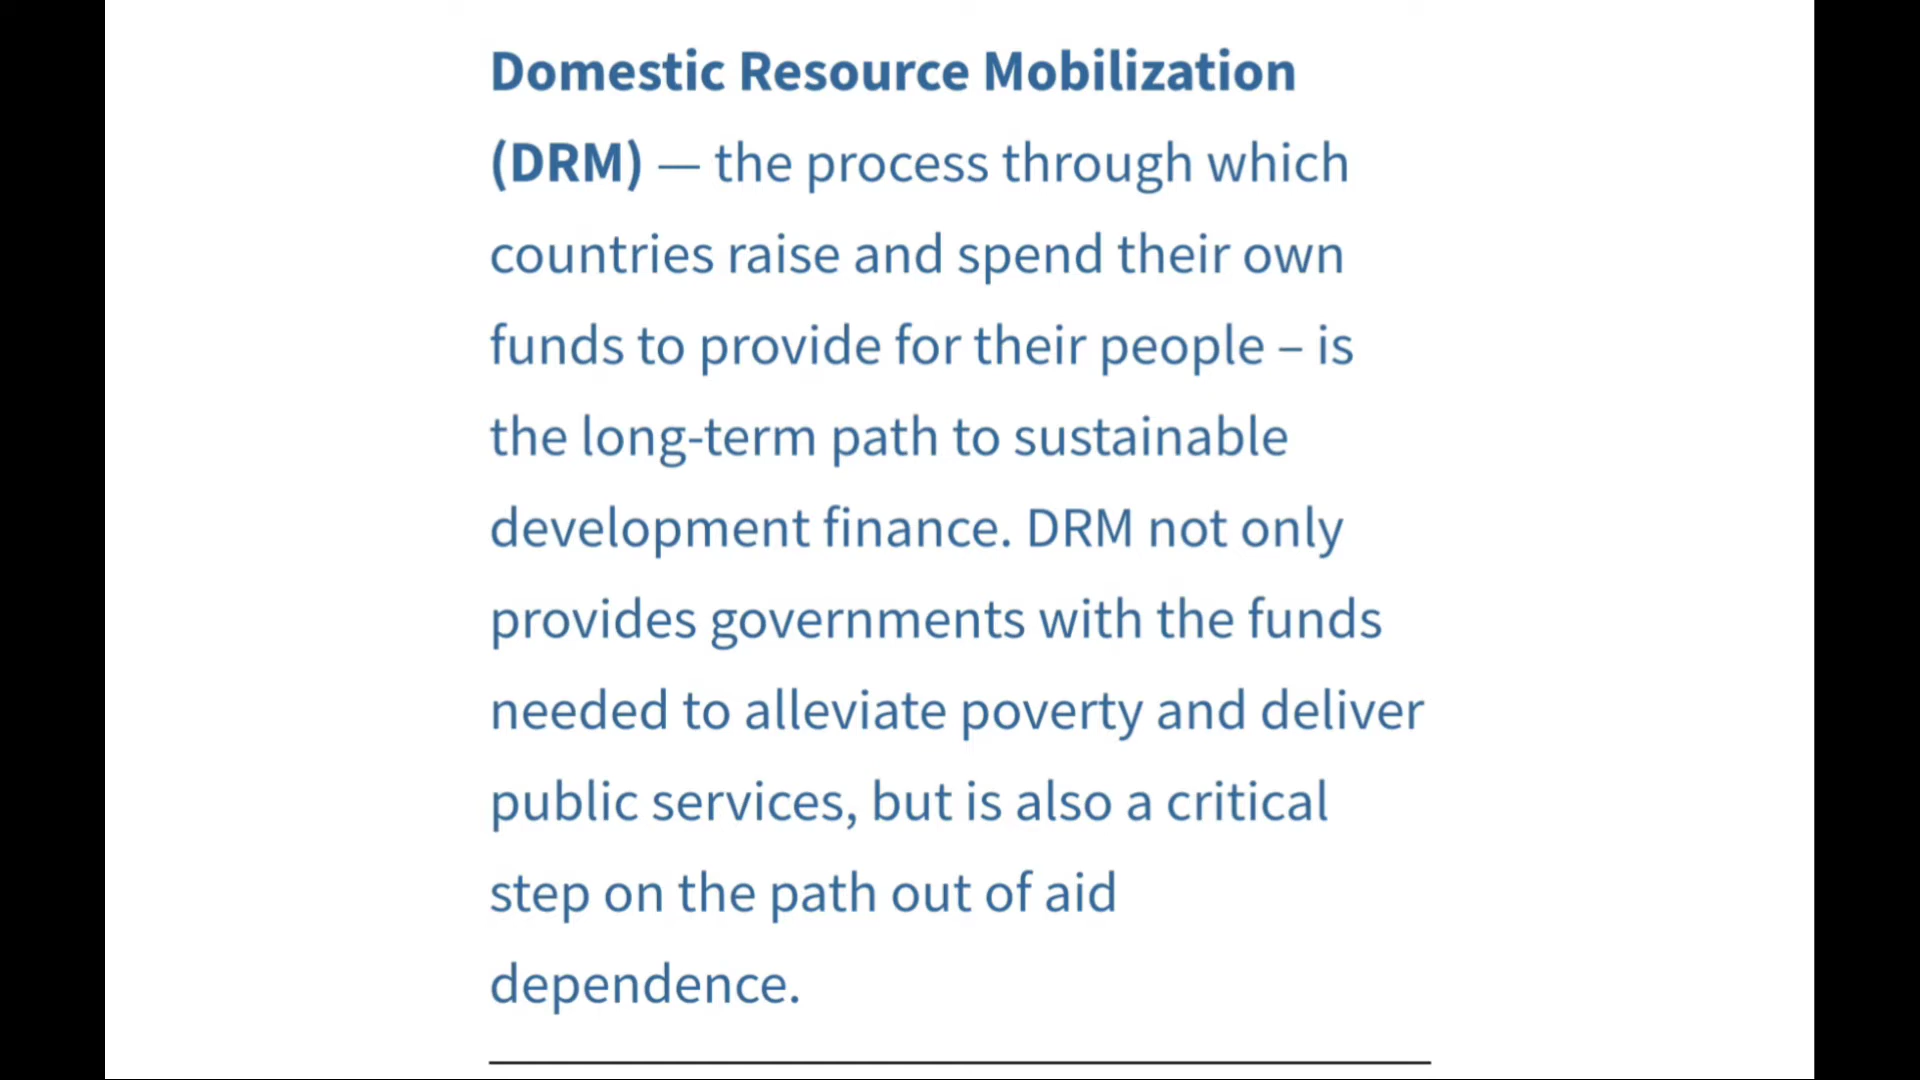 Domestic Resource Mobilization
(DRM) — the process through which
countries raise and spend their own
funds to provide for their people – is
the long-term path to sustainable
development finance. DRM not only
provides governments with the funds
needed to alleviate poverty and deliver
public services, but is also a critical
step on the path out of aid
dependence.